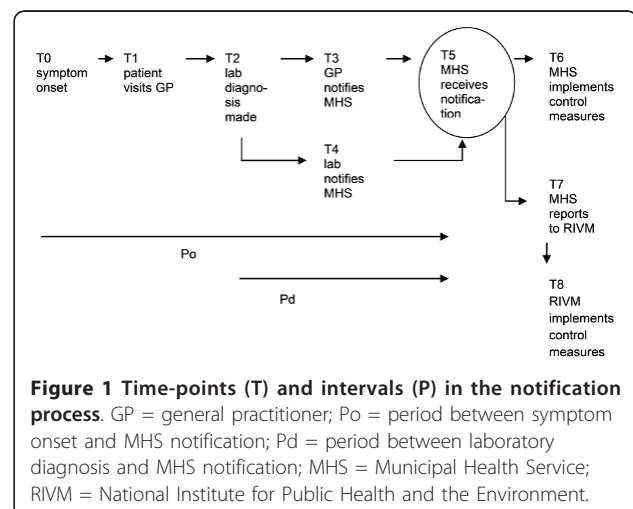 T0
symptom
onset
T1
patient
visits GP
T2
lab
diagno-
sis
made
T3
GP
notifies
MHS
T5
MHS
receives
notifica-
tion
T6
MHS
implements
control
measures
T4
lab
notifies
MHS
T7
MHS
reports
to RIVM
Po
Pd
T8
RIVM
implements
control
measures
Figure 1 Time-points (T) and intervals (P) in the notification
process. GP = general practitioner; Po = period between symptom
onset and MHS notification; Pd = period between laboratory
diagnosis and MHS notification; MHS = Municipal Health Service;
RIVM = National Institute for Public Health and the Environment.